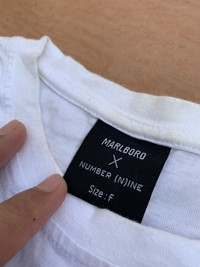 MARLBORO
X
NUMBER (N)INE
Size : F